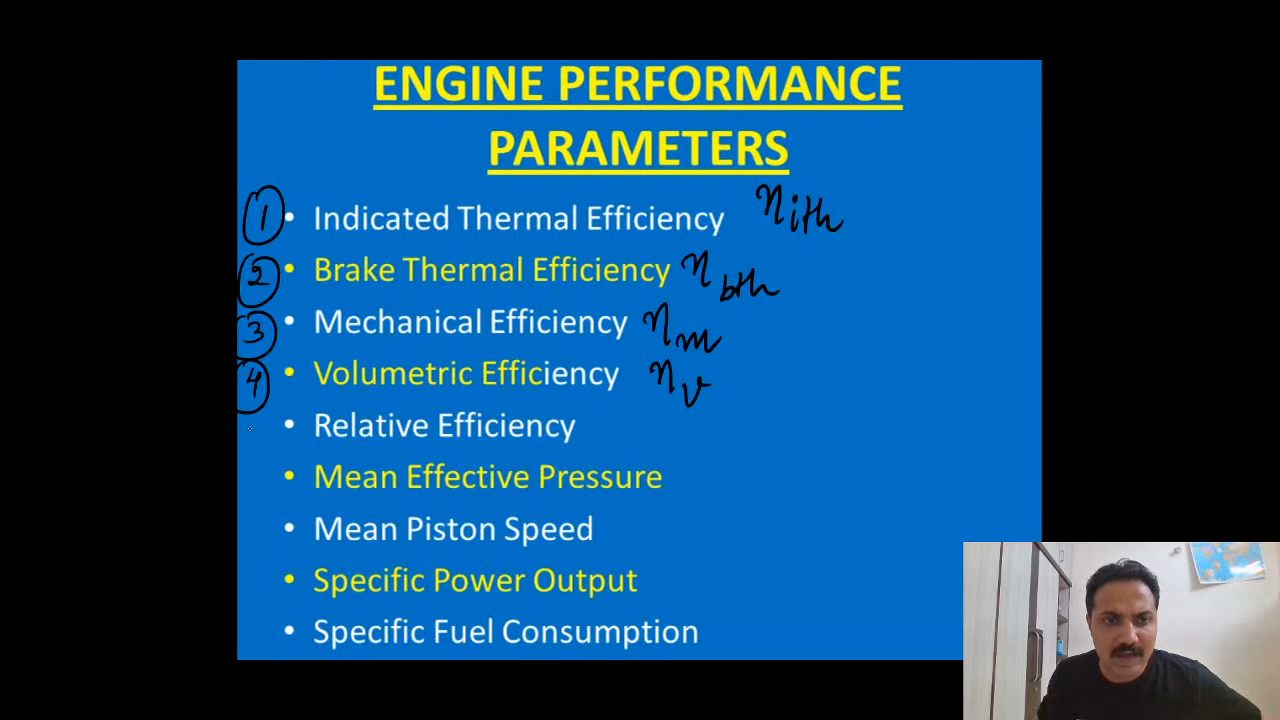 ENGINE PERFORMANCE
PARAMETERS
1 • Indicated Thermal Efficiency ηith
2 • Brake Thermal Efficiency ηbth
3 • Mechanical Efficiency ηm
4 • Volumetric Efficiency ηv
• Relative Efficiency
• Mean Effective Pressure
• Mean Piston Speed
• Specific Power Output
• Specific Fuel Consumption